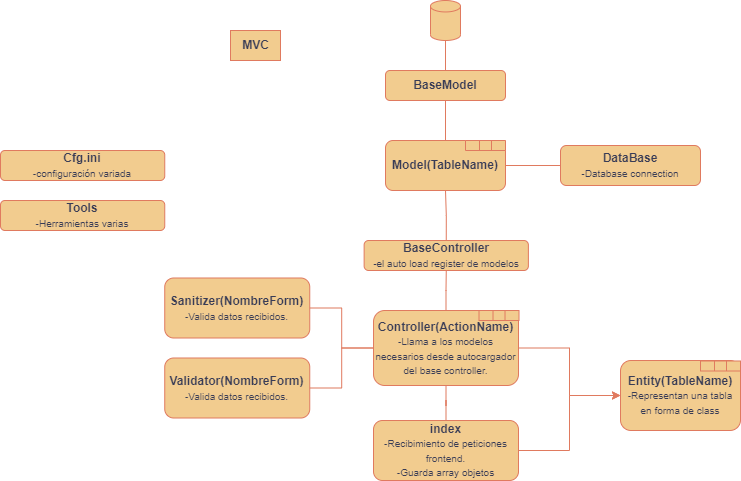 MVC
BaseModel
Cfg.ini
-configuración variada
Model(TableName)
DataBase
-Database connection
Tools
-Herramientas varias
BaseController
-el auto load register de modelos
Sanitizer(NombreForm)
-Valida datos recibidos.
Controller(ActionName)
-Llama a los modelos
necesarios desde autocargador
del base controller.
Validator(NombreForm)
-Valida datos recibidos.
Entity(TableName)
-Representan una tabla
en forma de class
index
-Recibimiento de peticiones
frontend.
-Guarda array objetos